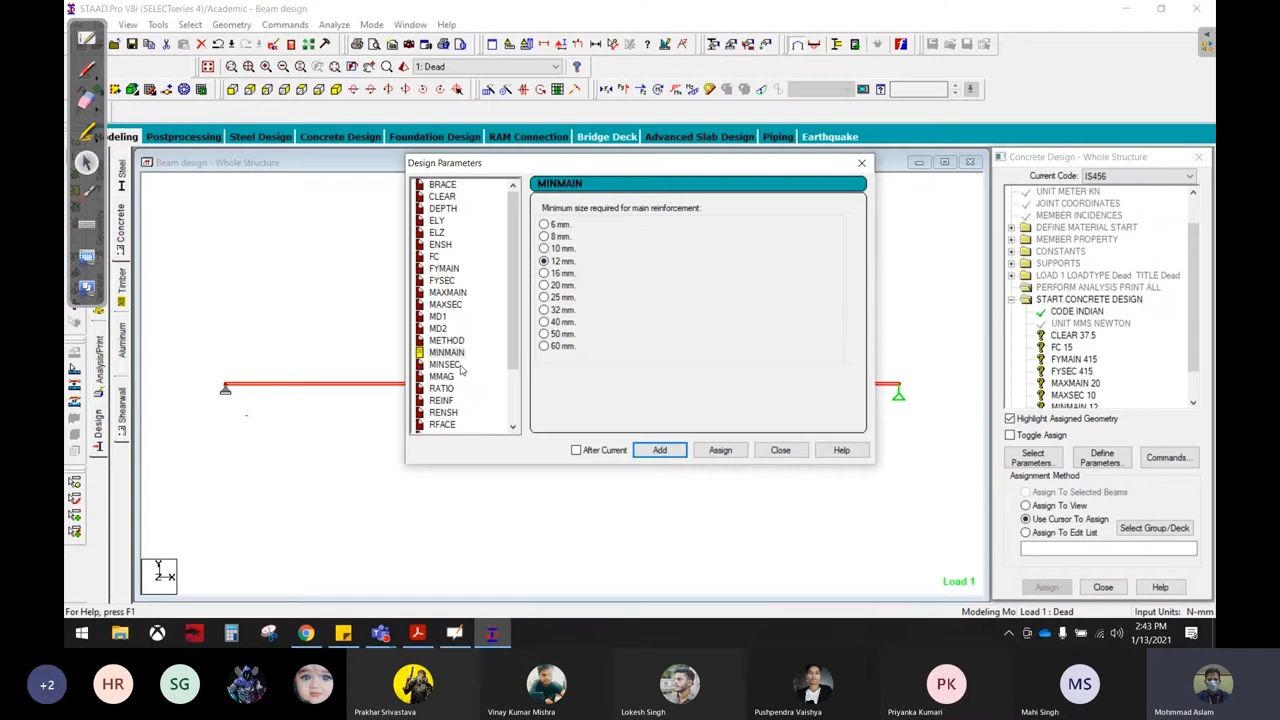 STAAD.Pro V8i (SELECTseries 4)/Academic - Beam design
View Tools Select Geometry Commands Analyze Mode Window Help
1: Dead
Modeling Postprocessing Steel Design Concrete Design Foundation Design RAM Connection Bridge Deck Advanced Slab Design Piping Earthquake
Beam design - Whole Structure
Steel
Concrete
Timber
Aluminum
Shearwall
Analysis/Print
Design
Design Parameters
BRACE
CLEAR
DEPTH
ELY
ELZ
ENSH
FC
FYMAIN
FYSEC
MAXMAIN
MAXSEC
MD1
MD2
METHOD
MINMAIN
MINSEC
MMAG
RATIO
REINF
RENSH
RFACE
MINMAIN
Minimum size required for main reinforcement:
6 mm.
8 mm.
10 mm.
12 mm.
16 mm.
20 mm.
25 mm.
32 mm.
40 mm.
50 mm.
60 mm.
After Current Add Assign Close Help
Concrete Design - Whole Structure
Current Code: IS456
UNIT METER KN
JOINT COORDINATES
MEMBER INCIDENCES
DEFINE MATERIAL START
MEMBER PROPERTY
CONSTANTS
SUPPORTS
LOAD 1 LOADTYPE Dead TITLE Dead
PERFORM ANALYSIS PRINT ALL
START CONCRETE DESIGN
CODE INDIAN
UNIT MMS NEWTON
CLEAR 37.5
FC 15
FYMAIN 415
FYSEC 415
MAXMAIN 20
MAXSEC 10
MINMAIN 12
Highlight Assigned Geometry
Toggle Assign
Select Parameters.. Define Parameters.. Commands..
Assignment Method
Assign To Selected Beams
Assign To View
Use Cursor To Assign
Select Group/Deck
Assign To Edit List
Assign Close Help
Y
Z X
Load 1
For Help, press F1
Modeling Mo Load 1 : Dead Input Units: N-mm
2:43 PM
1/13/2021
+2 HR SG PK MS
Prakhar Srivastava Vinay Kumar Mishra Lokesh Singh Pushpendra Vaishya Priyanka Kumari Mahi Singh Mohmmad Aslam